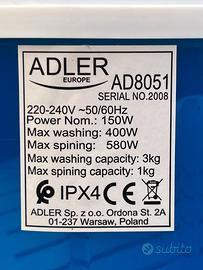 ADLER
EUROPE
AD8051
SERIAL NO.2008
220-240V ~50/60Hz
Power Nom.: 150W
Max washing: 400W
Max spining: 580W
Max washing capacity: 3kg
Max spining capacity: 1kg
IPX4 CE
ADLER Sp. z o.o. Ordona St. 2A
01-237 Warsaw, Poland
subito